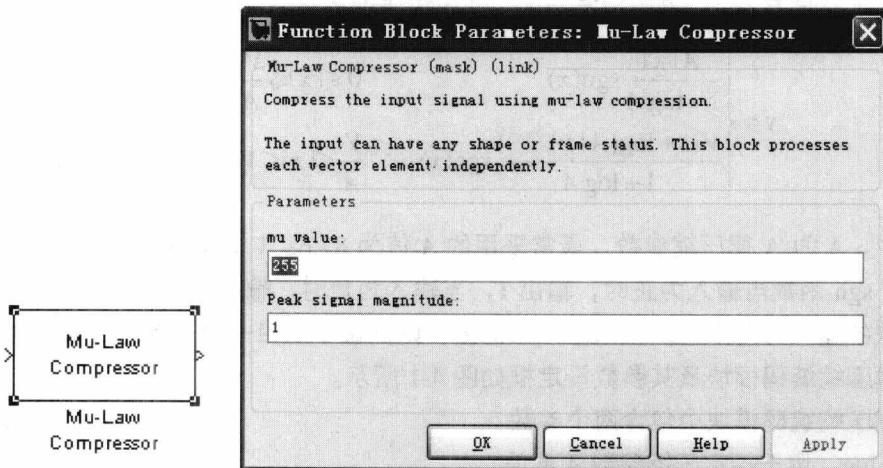 Function Block Parameters: Mu-Law Compressor
Mu-Law Compressor (mask) (link)
Compress the input signal using mu-law compression.
The input can have any shape or frame status. This block processes
each vector element independently.
Parameters
mu value:
255
Peak signal magnitude:
1
OK
Cancel
Help
Apply
Mu-Law
Compressor
Mu-Law
Compressor